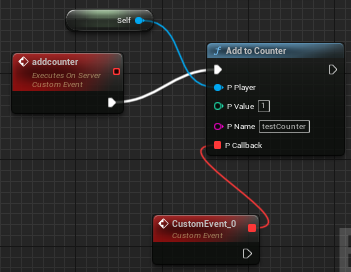 Self
addcounter
Executes On Server
Custom Event
f Add to Counter
P Player
P Value 1
P Name testCounter
P Callback
CustomEvent_0
Custom Event